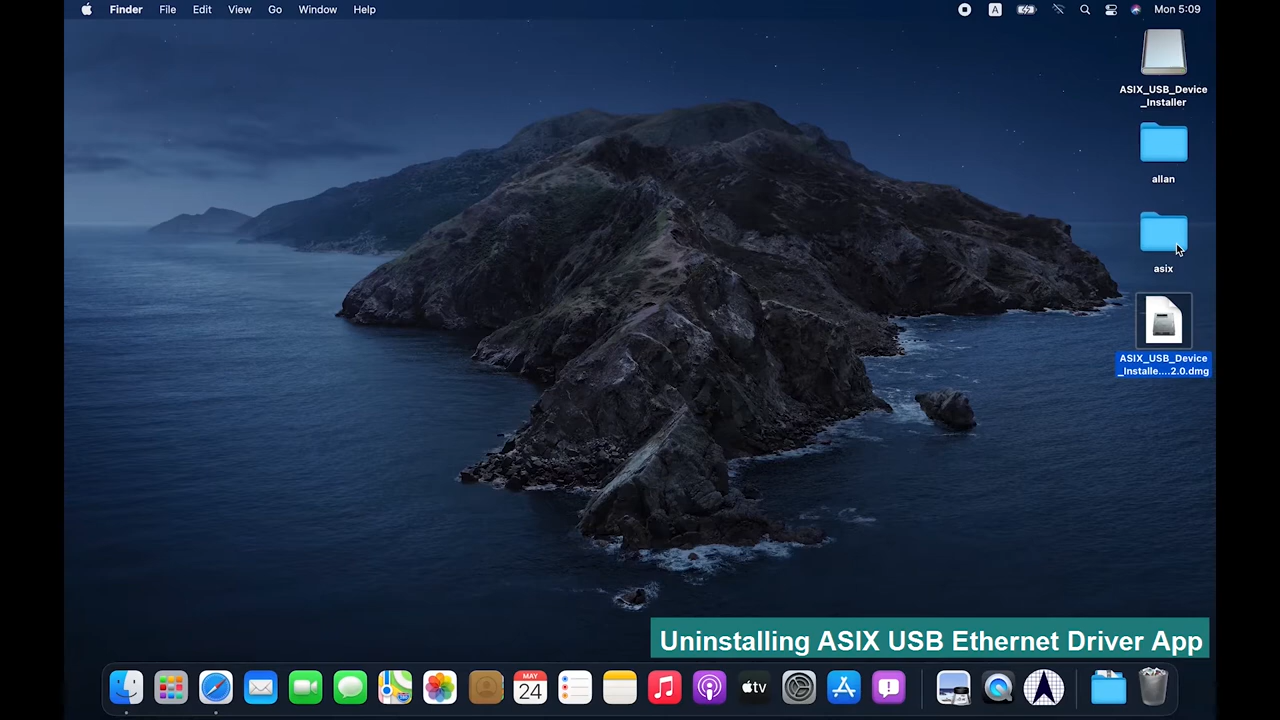 Finder File Edit View Go Window Help A Mon 5:09
ASIX_USB_Device
_Installer
allan
asix
ASIX_USB_Device
_Installe....2.0.dmg
Uninstalling ASIX USB Ethernet Driver App
MAY
24
tv